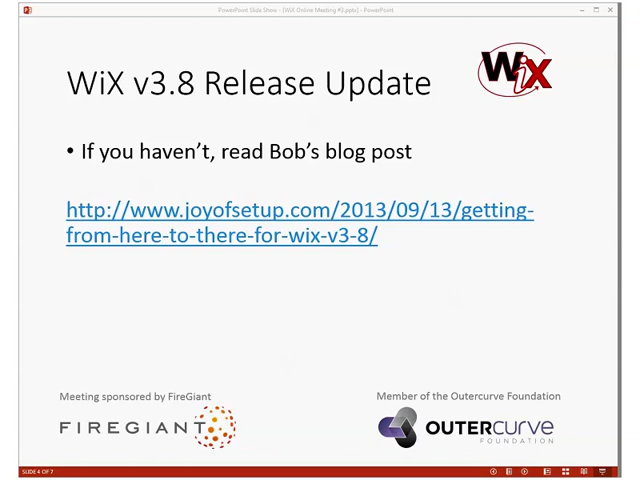 PowerPoint Slide Show - [WiX Online Meeting #2.pptx] - PowerPoint
WiX v3.8 Release Update
WiX
• If you haven't, read Bob's blog post
http://www.joyofsetup.com/2013/09/13/getting-
from-here-to-there-for-wix-v3-8/
Meeting sponsored by FireGiant
Member of the Outercurve Foundation
FIREGIANT
OUTERCURVE
FOUNDATION
SLIDE 4 OF 7